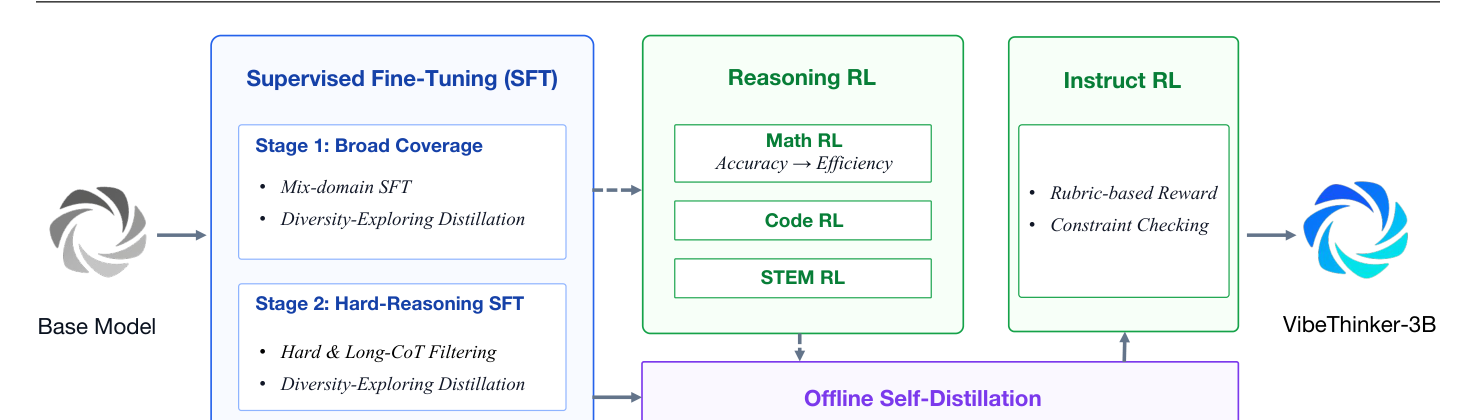 Supervised Fine-Tuning (SFT)
Stage 1: Broad Coverage
• Mix-domain SFT
• Diversity-Exploring Distillation
Stage 2: Hard-Reasoning SFT
• Hard & Long-CoT Filtering
• Diversity-Exploring Distillation
Reasoning RL
Math RL
Accuracy → Efficiency
Code RL
STEM RL
Instruct RL
• Rubric-based Reward
• Constraint Checking
Base Model
VibeThinker-3B
Offline Self-Distillation